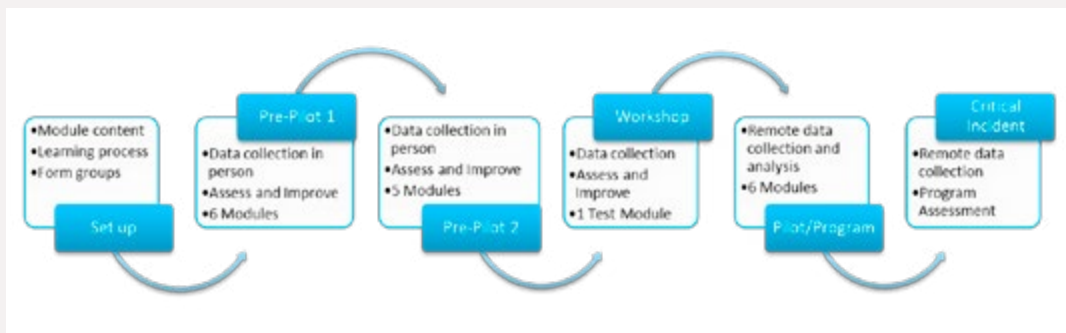 •Module content
•Learning process
•Form groups
Set up
Pre-Pilot 1
•Data collection in
person
•Assess and Improve
•6 Modules
•Data collection in
person
•Assess and Improve
•5 Modules
Pre-Pilot 2
Workshop
•Data collection
•Assess and
Improve
•1 Test Module
•Remote data
collection and
analysis
•6 Modules
Pilot/Program
Critical
Incident
•Remote data
collection
•Program
Assessment